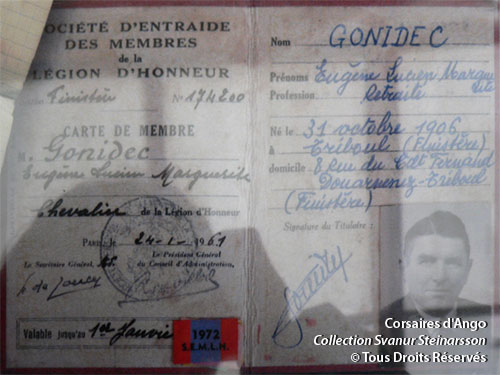 SOCIÉTÉ D'ENTRAIDE
DES MEMBRES
de la
LÉGION D'HONNEUR
Finistère N° 174200
CARTE DE MEMBRE
M. Gonidec
Eugène Lucien Marguerite
Chevalier de la Légion d'Honneur
PARIS, le 24-1-1961
Le Secrétaire Général,
Le Président Général
du Conseil d'Administration,
Valable jusqu'au 1er Janvier 1972
S.E.M.L.H.
Nom GONIDEC
Prénoms Eugène Lucien Marguerite
Profession Retraité
Né le 31 octobre 1906
à Tréboul (Finistère)
domicile 8 rue du Cdt Fernand
Douarnenez-Tréboul
(Finistère)
Signature du Titulaire :
Corsaires d'Ango
Collection Svanur Steinarsson
© Tous Droits Réservés